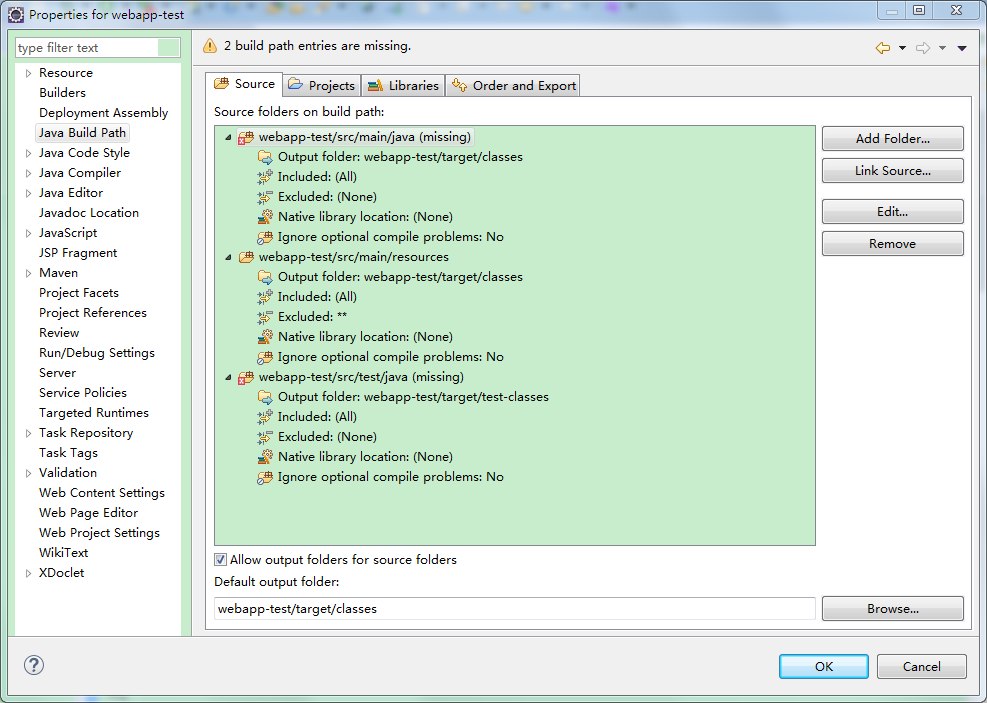 Properties for webapp-test
type filter text
Resource
Builders
Deployment Assembly
Java Build Path
Java Code Style
Java Compiler
Java Editor
Javadoc Location
JavaScript
JSP Fragment
Maven
Project Facets
Project References
Review
Run/Debug Settings
Server
Service Policies
Targeted Runtimes
Task Repository
Task Tags
Validation
Web Content Settings
Web Page Editor
Web Project Settings
WikiText
XDoclet
2 build path entries are missing.
Source
Projects
Libraries
Order and Export
Source folders on build path:
webapp-test/src/main/java (missing)
Output folder: webapp-test/target/classes
Included: (All)
Excluded: (None)
Native library location: (None)
Ignore optional compile problems: No
webapp-test/src/main/resources
Output folder: webapp-test/target/classes
Included: (All)
Excluded: **
Native library location: (None)
Ignore optional compile problems: No
webapp-test/src/test/java (missing)
Output folder: webapp-test/target/test-classes
Included: (All)
Excluded: (None)
Native library location: (None)
Ignore optional compile problems: No
Add Folder...
Link Source...
Edit...
Remove
Allow output folders for source folders
Default output folder:
webapp-test/target/classes
Browse...
?
OK
Cancel